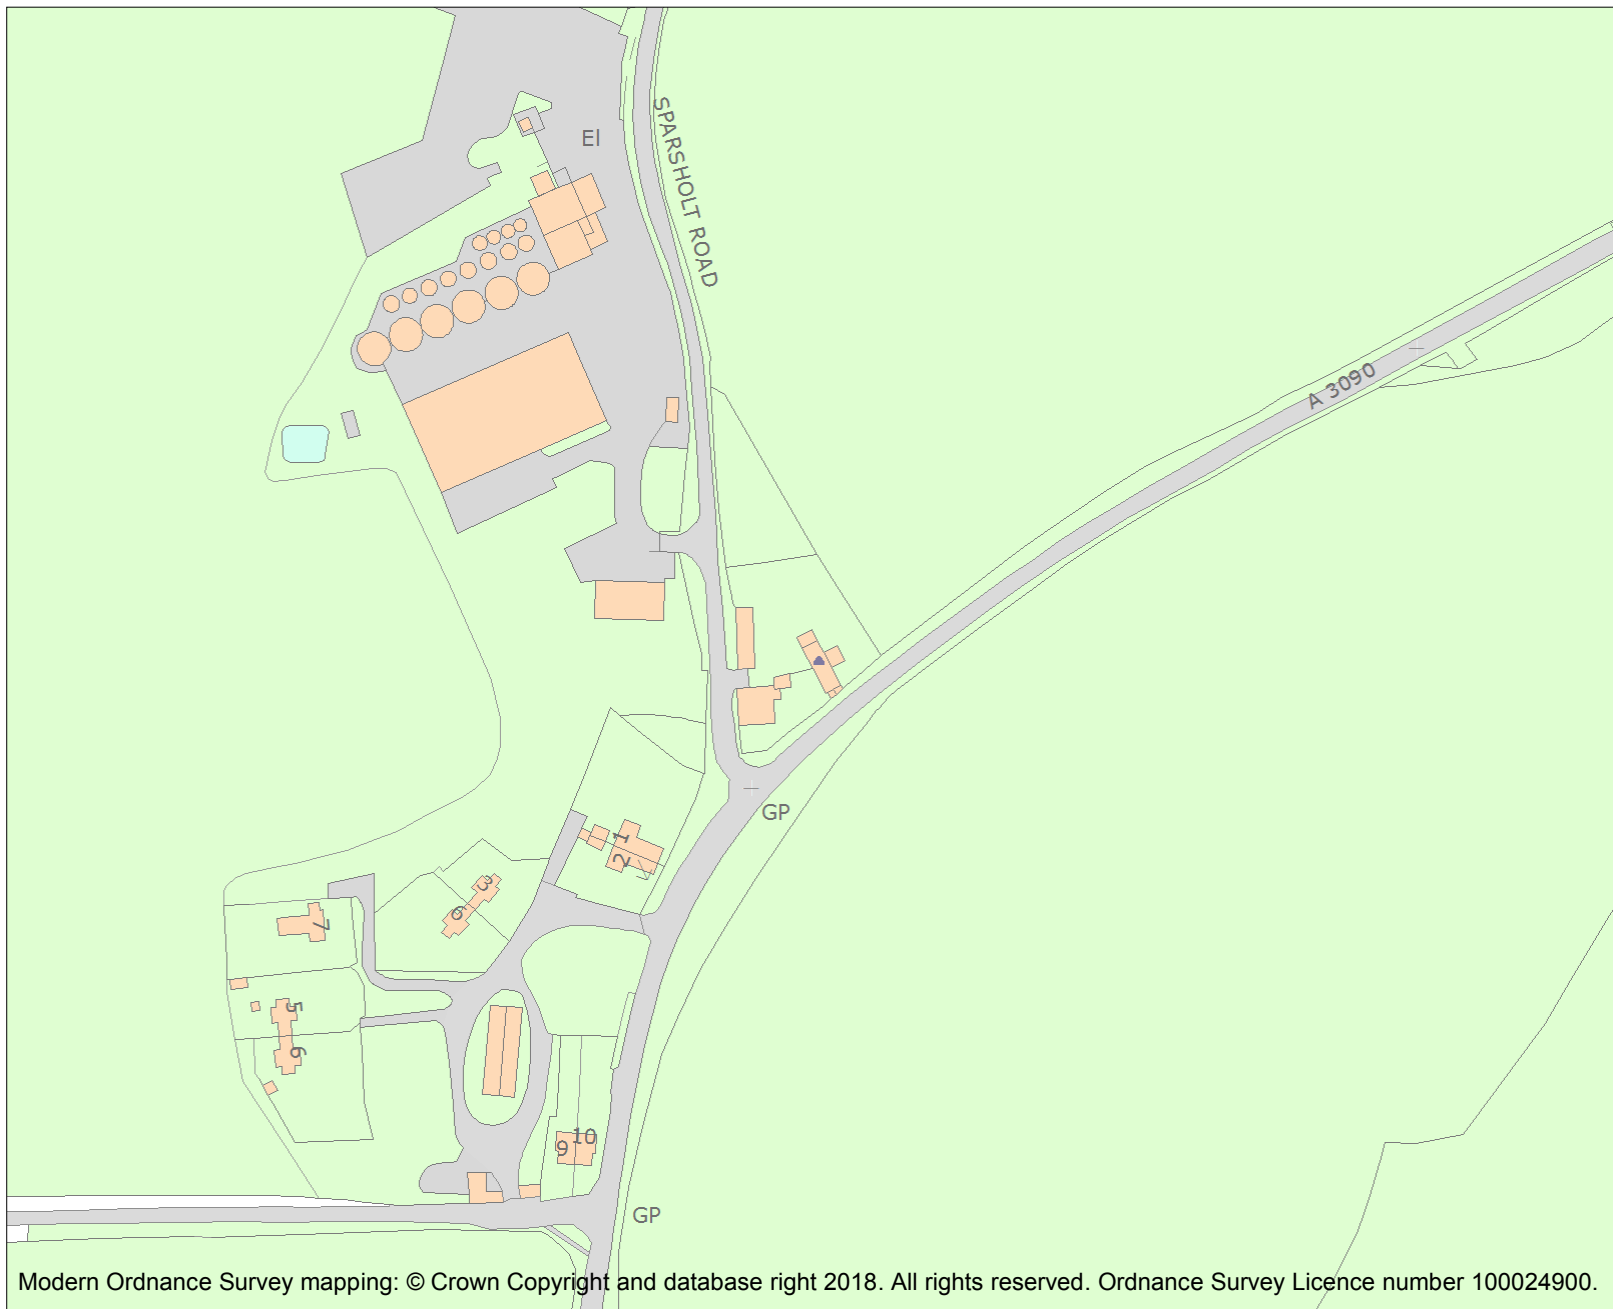 El
SPARSHOLT ROAD
A 3090
GP
1
2
3
6
7
5
6
10
9
GP
Modern Ordnance Survey mapping: © Crown Copyright and database right 2018. All rights reserved. Ordnance Survey Licence number 100024900.